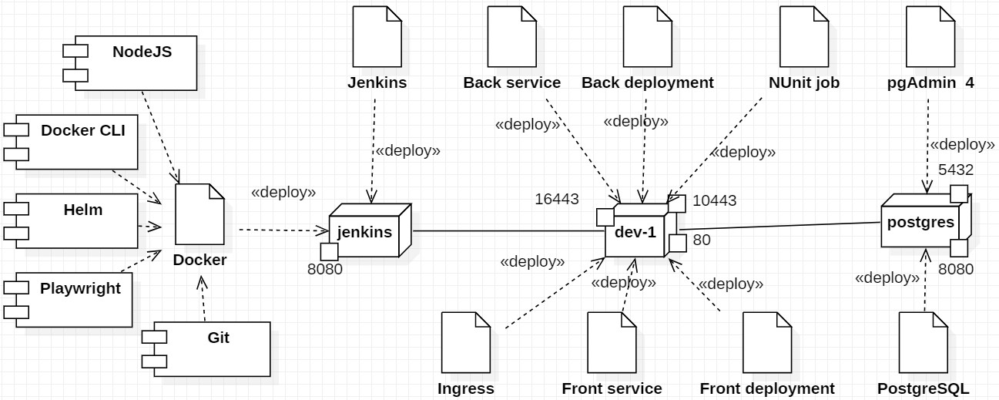 Jenkins
Back service
Back deployment
NUnit job
pgAdmin  4
NodeJS
Docker CLI
Helm
Playwright
Git
Docker
«deploy»
«deploy»
«deploy»
«deploy»
«deploy»
«deploy»
5432
16443
10443
jenkins
dev-1
80
postgres
8080
8080
«deploy»
«deploy»
«deploy»
«deploy»
Ingress
Front service
Front deployment
PostgreSQL